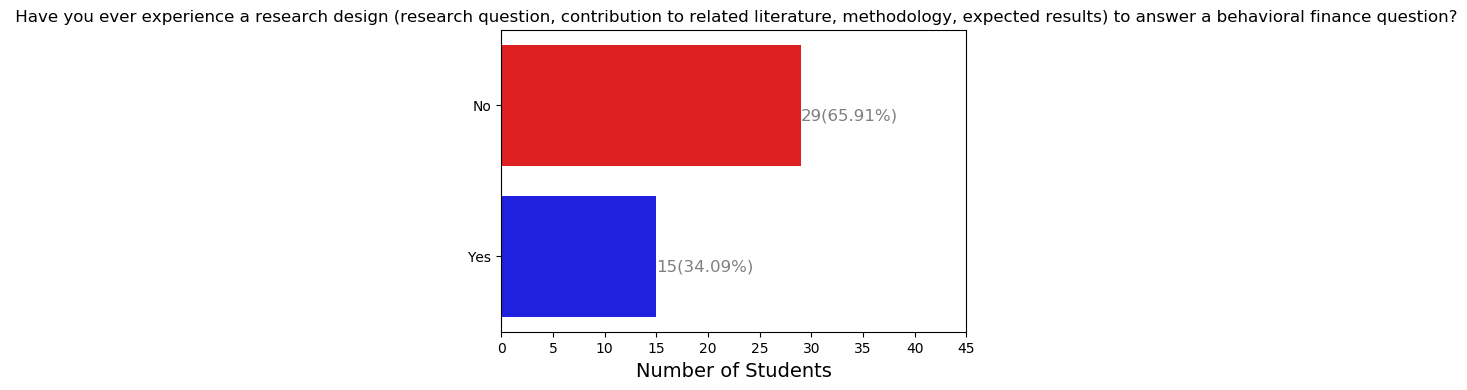 Have you ever experience a research design (research question, contribution to related literature, methodology, expected results) to answer a behavioral finance question?
No
29(65.91%)
Yes
15(34.09%)
0 5 10 15 20 25 30 35 40 45
Number of Students